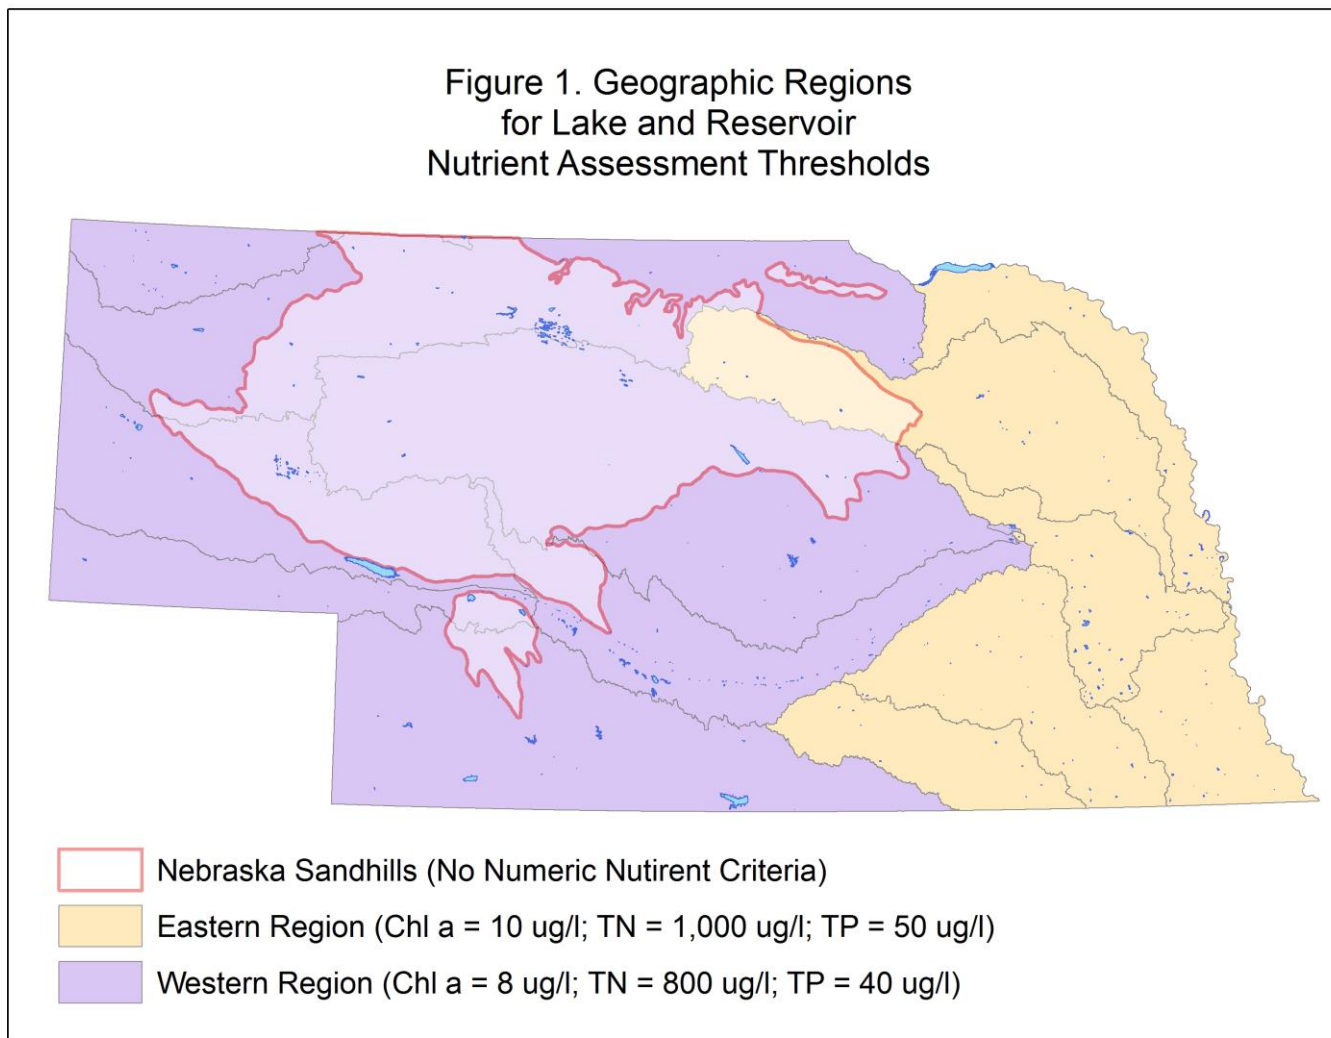 Figure 1. Geographic Regions
for Lake and Reservoir
Nutrient Assessment Thresholds
Nebraska Sandhills (No Numeric Nutirent Criteria)
Eastern Region (Chl a = 10 ug/l; TN = 1,000 ug/l; TP = 50 ug/l)
Western Region (Chl a = 8 ug/l; TN = 800 ug/l; TP = 40 ug/l)